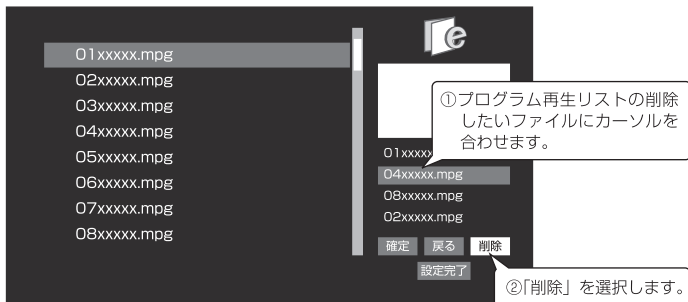 01xxxxx.mpg
02xxxxx.mpg
03xxxxx.mpg
04xxxxx.mpg
05xxxxx.mpg
06xxxxx.mpg
07xxxxx.mpg
08xxxxx.mpg
e
①プログラム再生リストの削除
したいファイルにカーソルを
合わせます。
01xxxx
04xxxxx.mpg
08xxxxx.mpg
02xxxxx.mpg
確定 戻る 削除
設定完了
②「削除」を選択します。